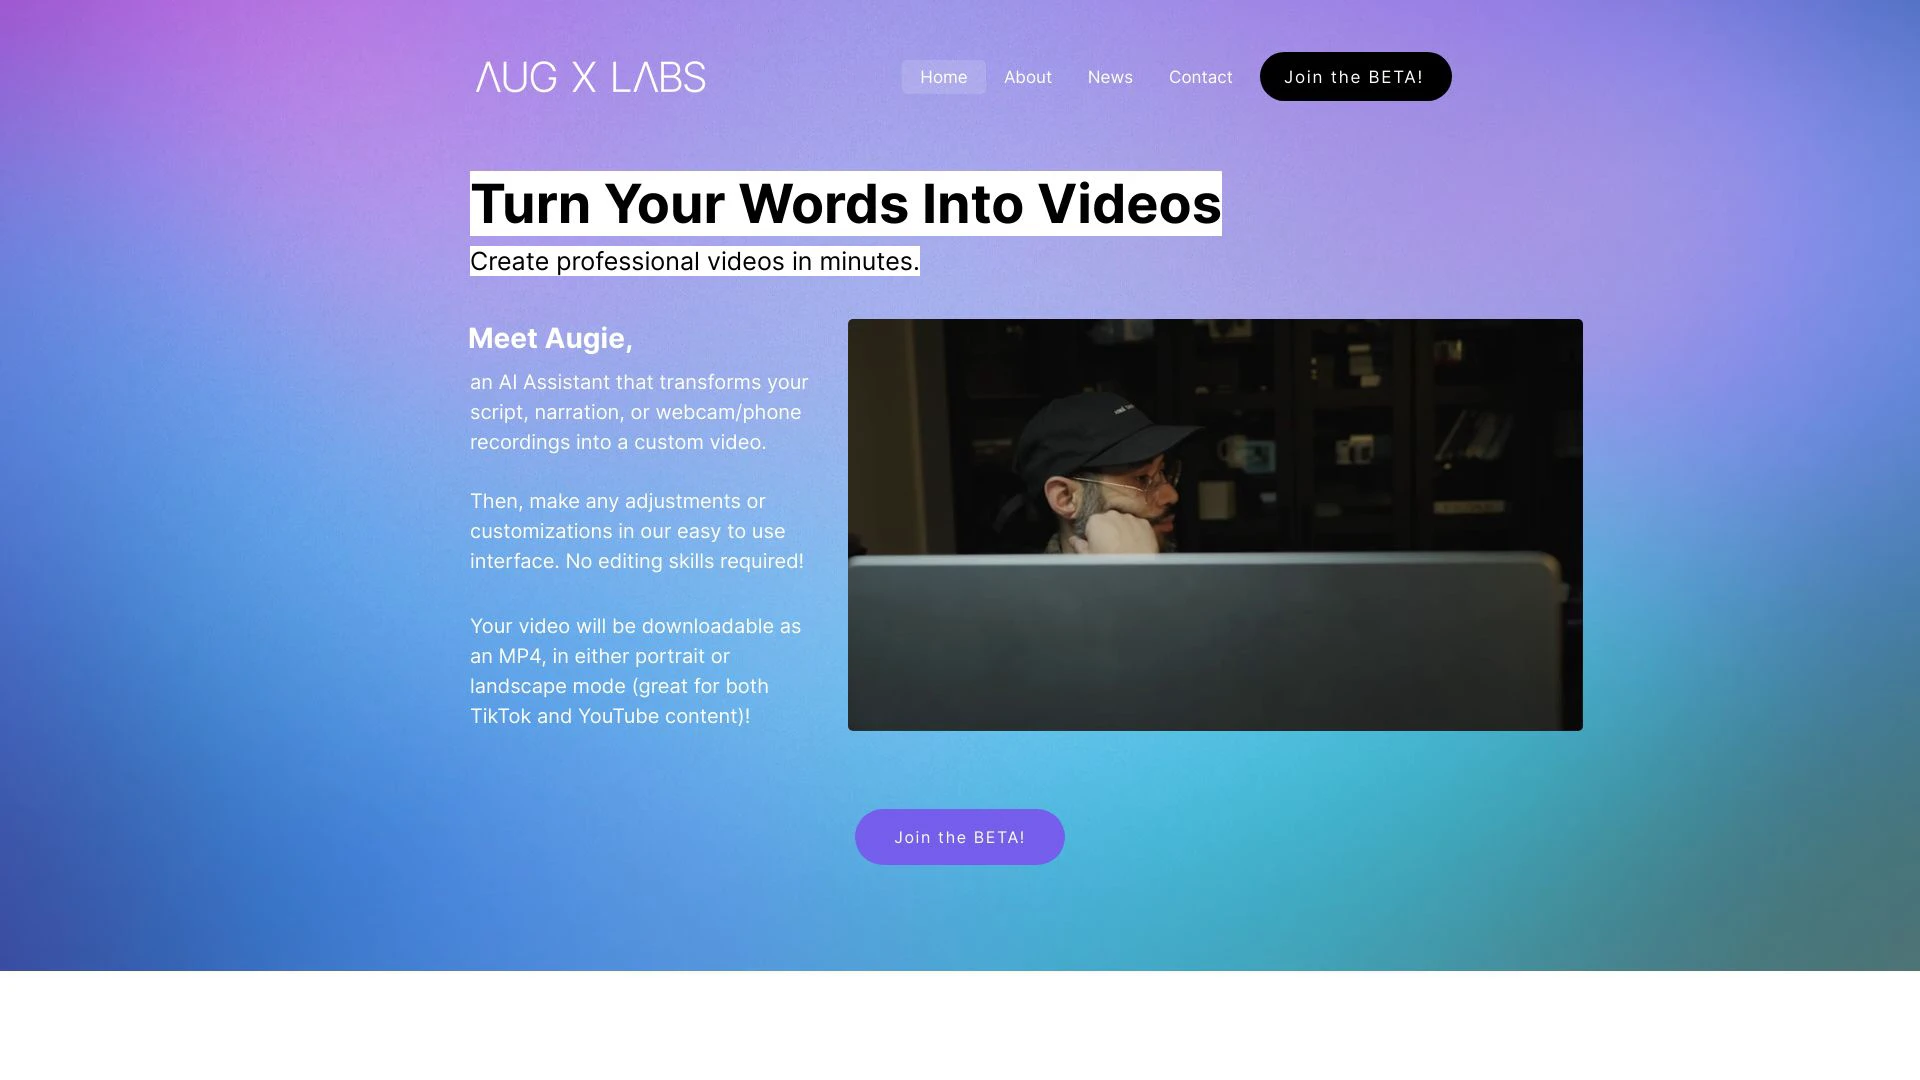 AUG X LABS
Home
About
News
Contact
Join the BETA!
Turn Your Words Into Videos
Create professional videos in minutes.
Meet Augie,
an AI Assistant that transforms your
script, narration, or webcam/phone
recordings into a custom video.
Then, make any adjustments or
customizations in our easy to use
interface. No editing skills required!
Your video will be downloadable as
an MP4, in either portrait or
landscape mode (great for both
TikTok and YouTube content)!
Join the BETA!